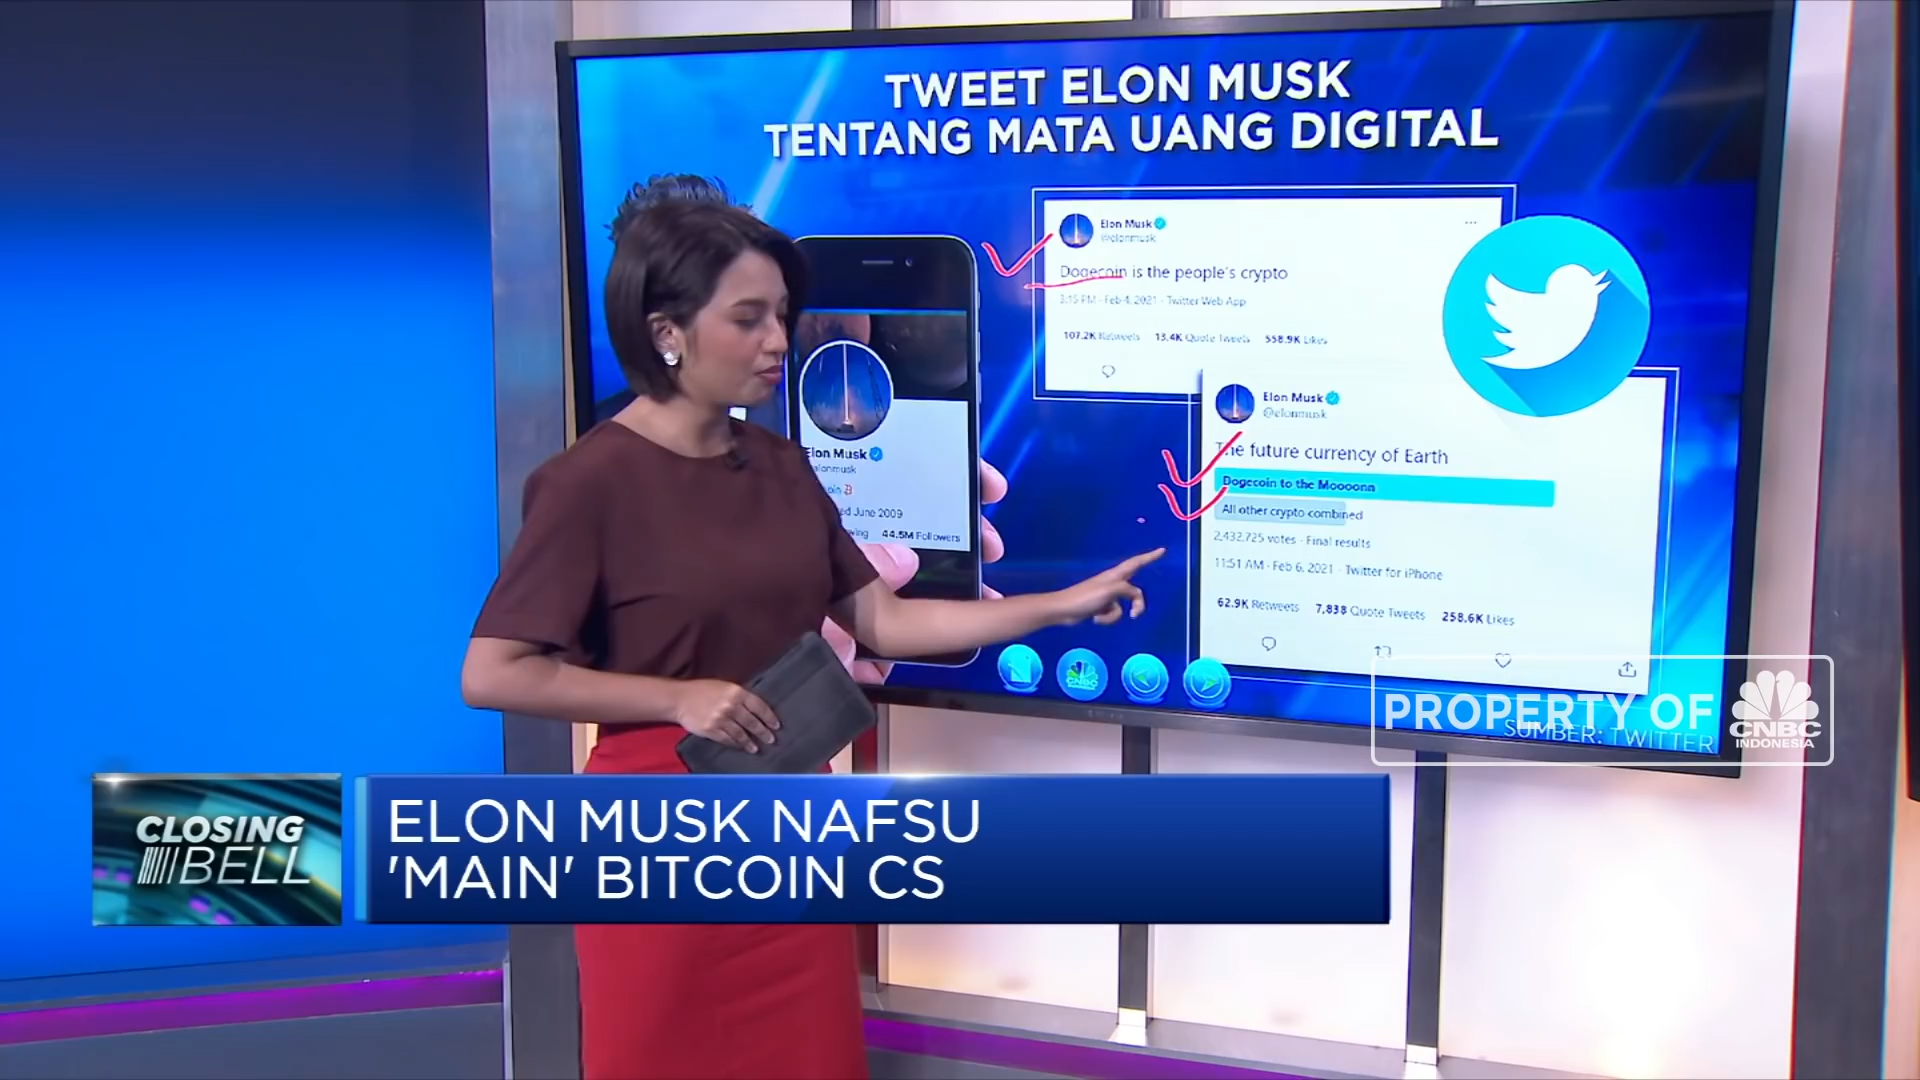 TWEET ELON MUSK
TENTANG MATA UANG DIGITAL
Elon Musk
@elonmusk
Dogecoin is the people's crypto
3:15 PM · Feb 4, 2021 · Twitter Web App
107.2K Retweets 13.4K Quote Tweets 558.9K Likes
Elon Musk
@elonmusk
The future currency of Earth
Dogecoin to the Moooonn
All other crypto combined
2,432,725 votes · Final results
11:51 AM · Feb 6, 2021 · Twitter for iPhone
62.9K Retweets 7,838 Quote Tweets 258.6K Likes
Elon Musk
elonmusk
June 2009
44.5M Followers
CNBC
PROPERTY OF CNBC INDONESIA
SUMBER: TWITTER
CLOSING
BELL
ELON MUSK NAFSU
'MAIN' BITCOIN CS